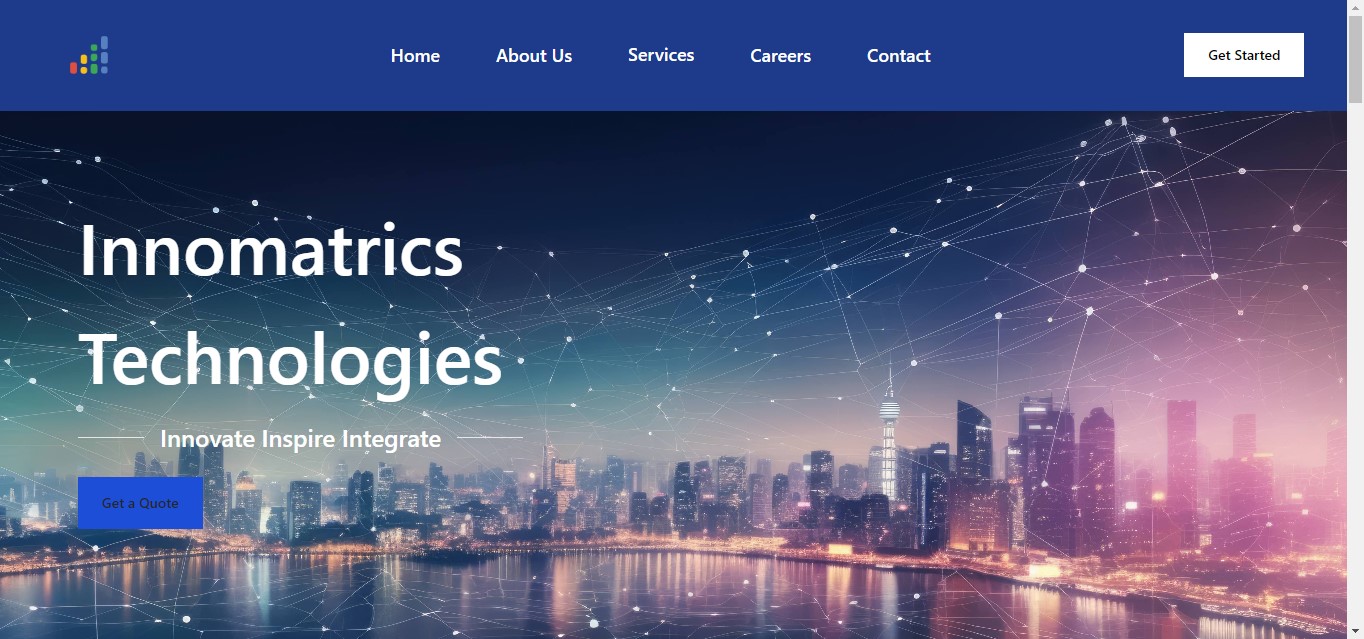 Home About Us Services Careers Contact Get Started
Innomatrics
Technologies
Innovate Inspire Integrate
Get a Quote